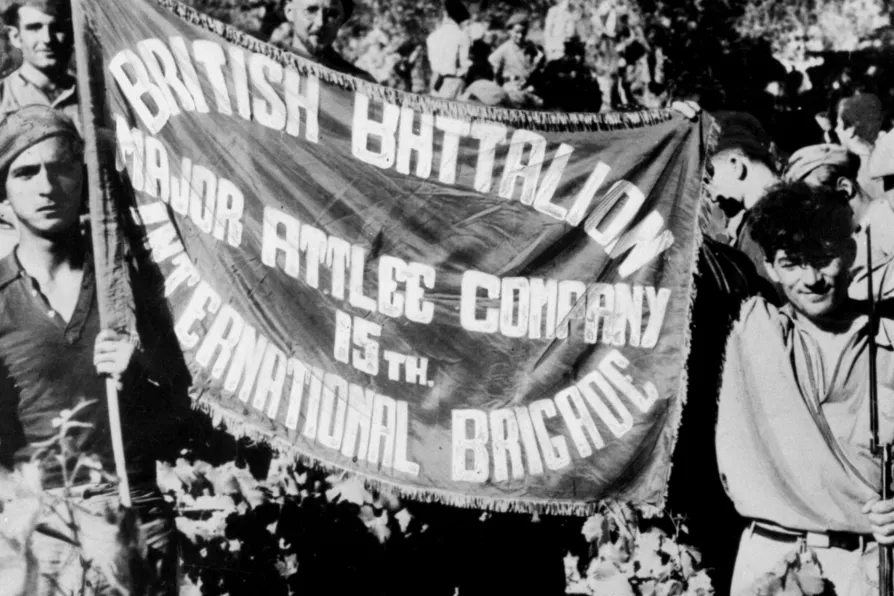 BRITISH BATTALION
MAJOR ATTLEE COMPANY
15TH.
INTERNATIONAL BRIGADE